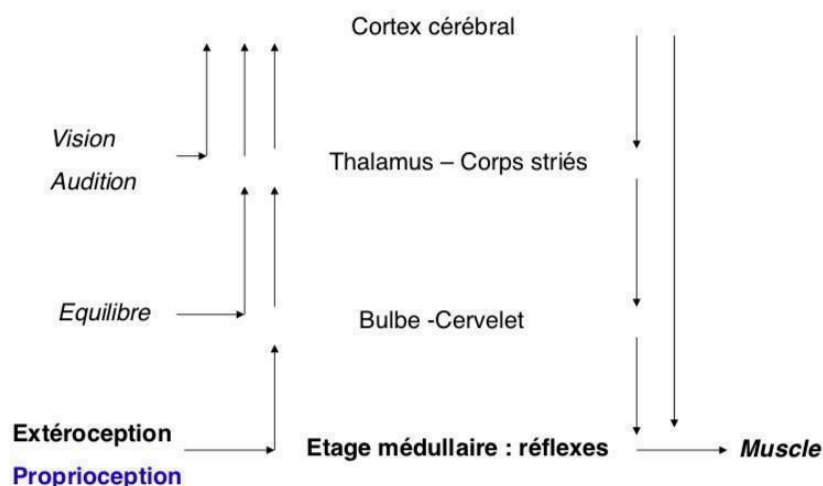 Cortex cérébral
Vision
Thalamus – Corps striés
Audition
Equilibre
Bulbe -Cervelet
Extéroception
Etage médullaire : réflexes
Muscle
Proprioception